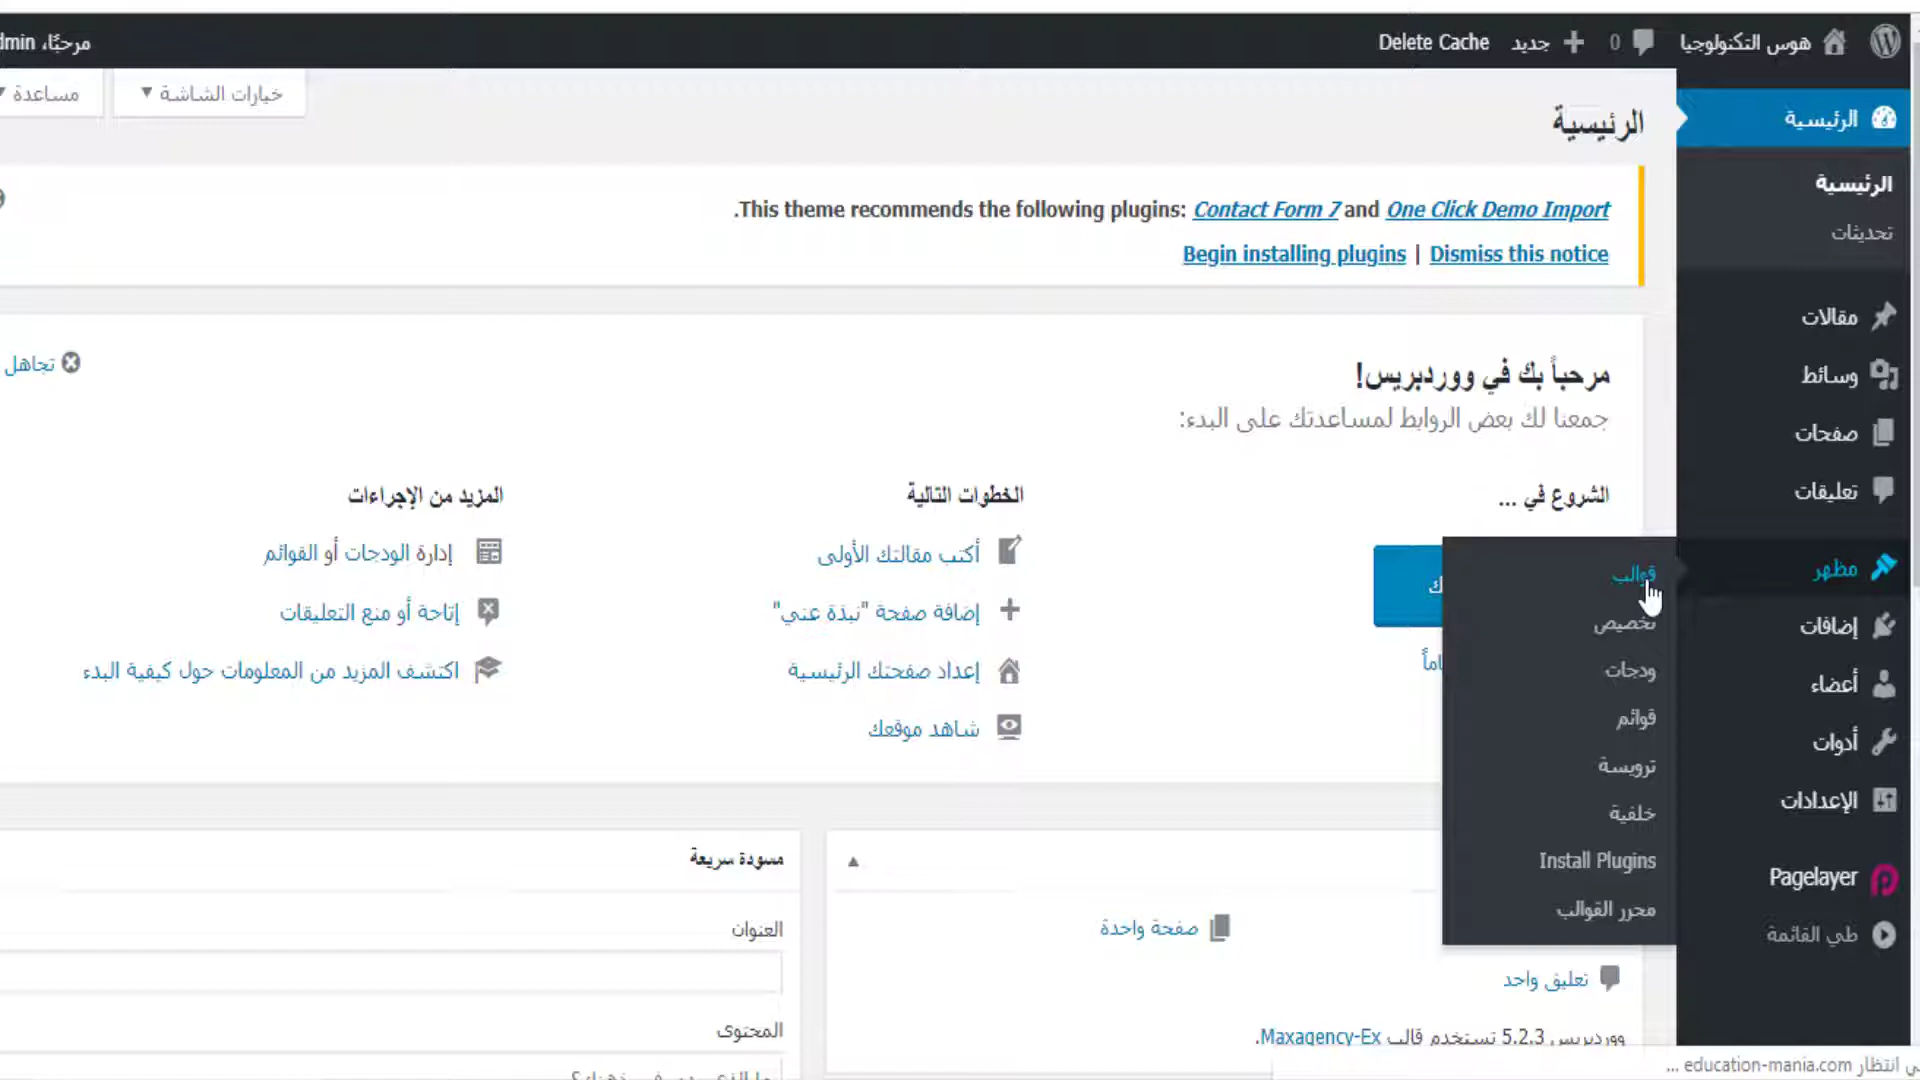 هوس التكنولوجيا
0
جديد
Delete Cache
مرحبًا،
خيارات الشاشة
مساعدة
الرئيسية
This theme recommends the following plugins: Contact Form 7 and One Click Demo Import.
Begin installing plugins | Dismiss this notice
تجاهل
مرحباً بك في ووردبريس!
جمعنا لك بعض الروابط لمساعدتك على البدء:
الشروع في ...
الخطوات التالية
أكتب مقالتك الأولى
إضافة صفحة "نبذة عني"
إعداد صفحتك الرئيسية
شاهد موقعك
المزيد من الإجراءات
إدارة الودجات أو القوائم
إتاحة أو منع التعليقات
اكتشف المزيد من المعلومات حول كيفية البدء
صفحة واحدة
تعليق واحد
ووردبريس 5.2.3 تستخدم قالب Maxagency-Ex.
مسودة سريعة
العنوان
المحتوى
الرئيسية
الرئيسية
تحديثات
مقالات
وسائط
صفحات
تعليقات
مظهر
قوالب
تخصيص
ودجات
قوائم
ترويسة
خلفية
Install Plugins
محرر القوالب
إضافات
أعضاء
أدوات
الإعدادات
Pagelayer
طي القائمة
انتظار education-mania.com ...